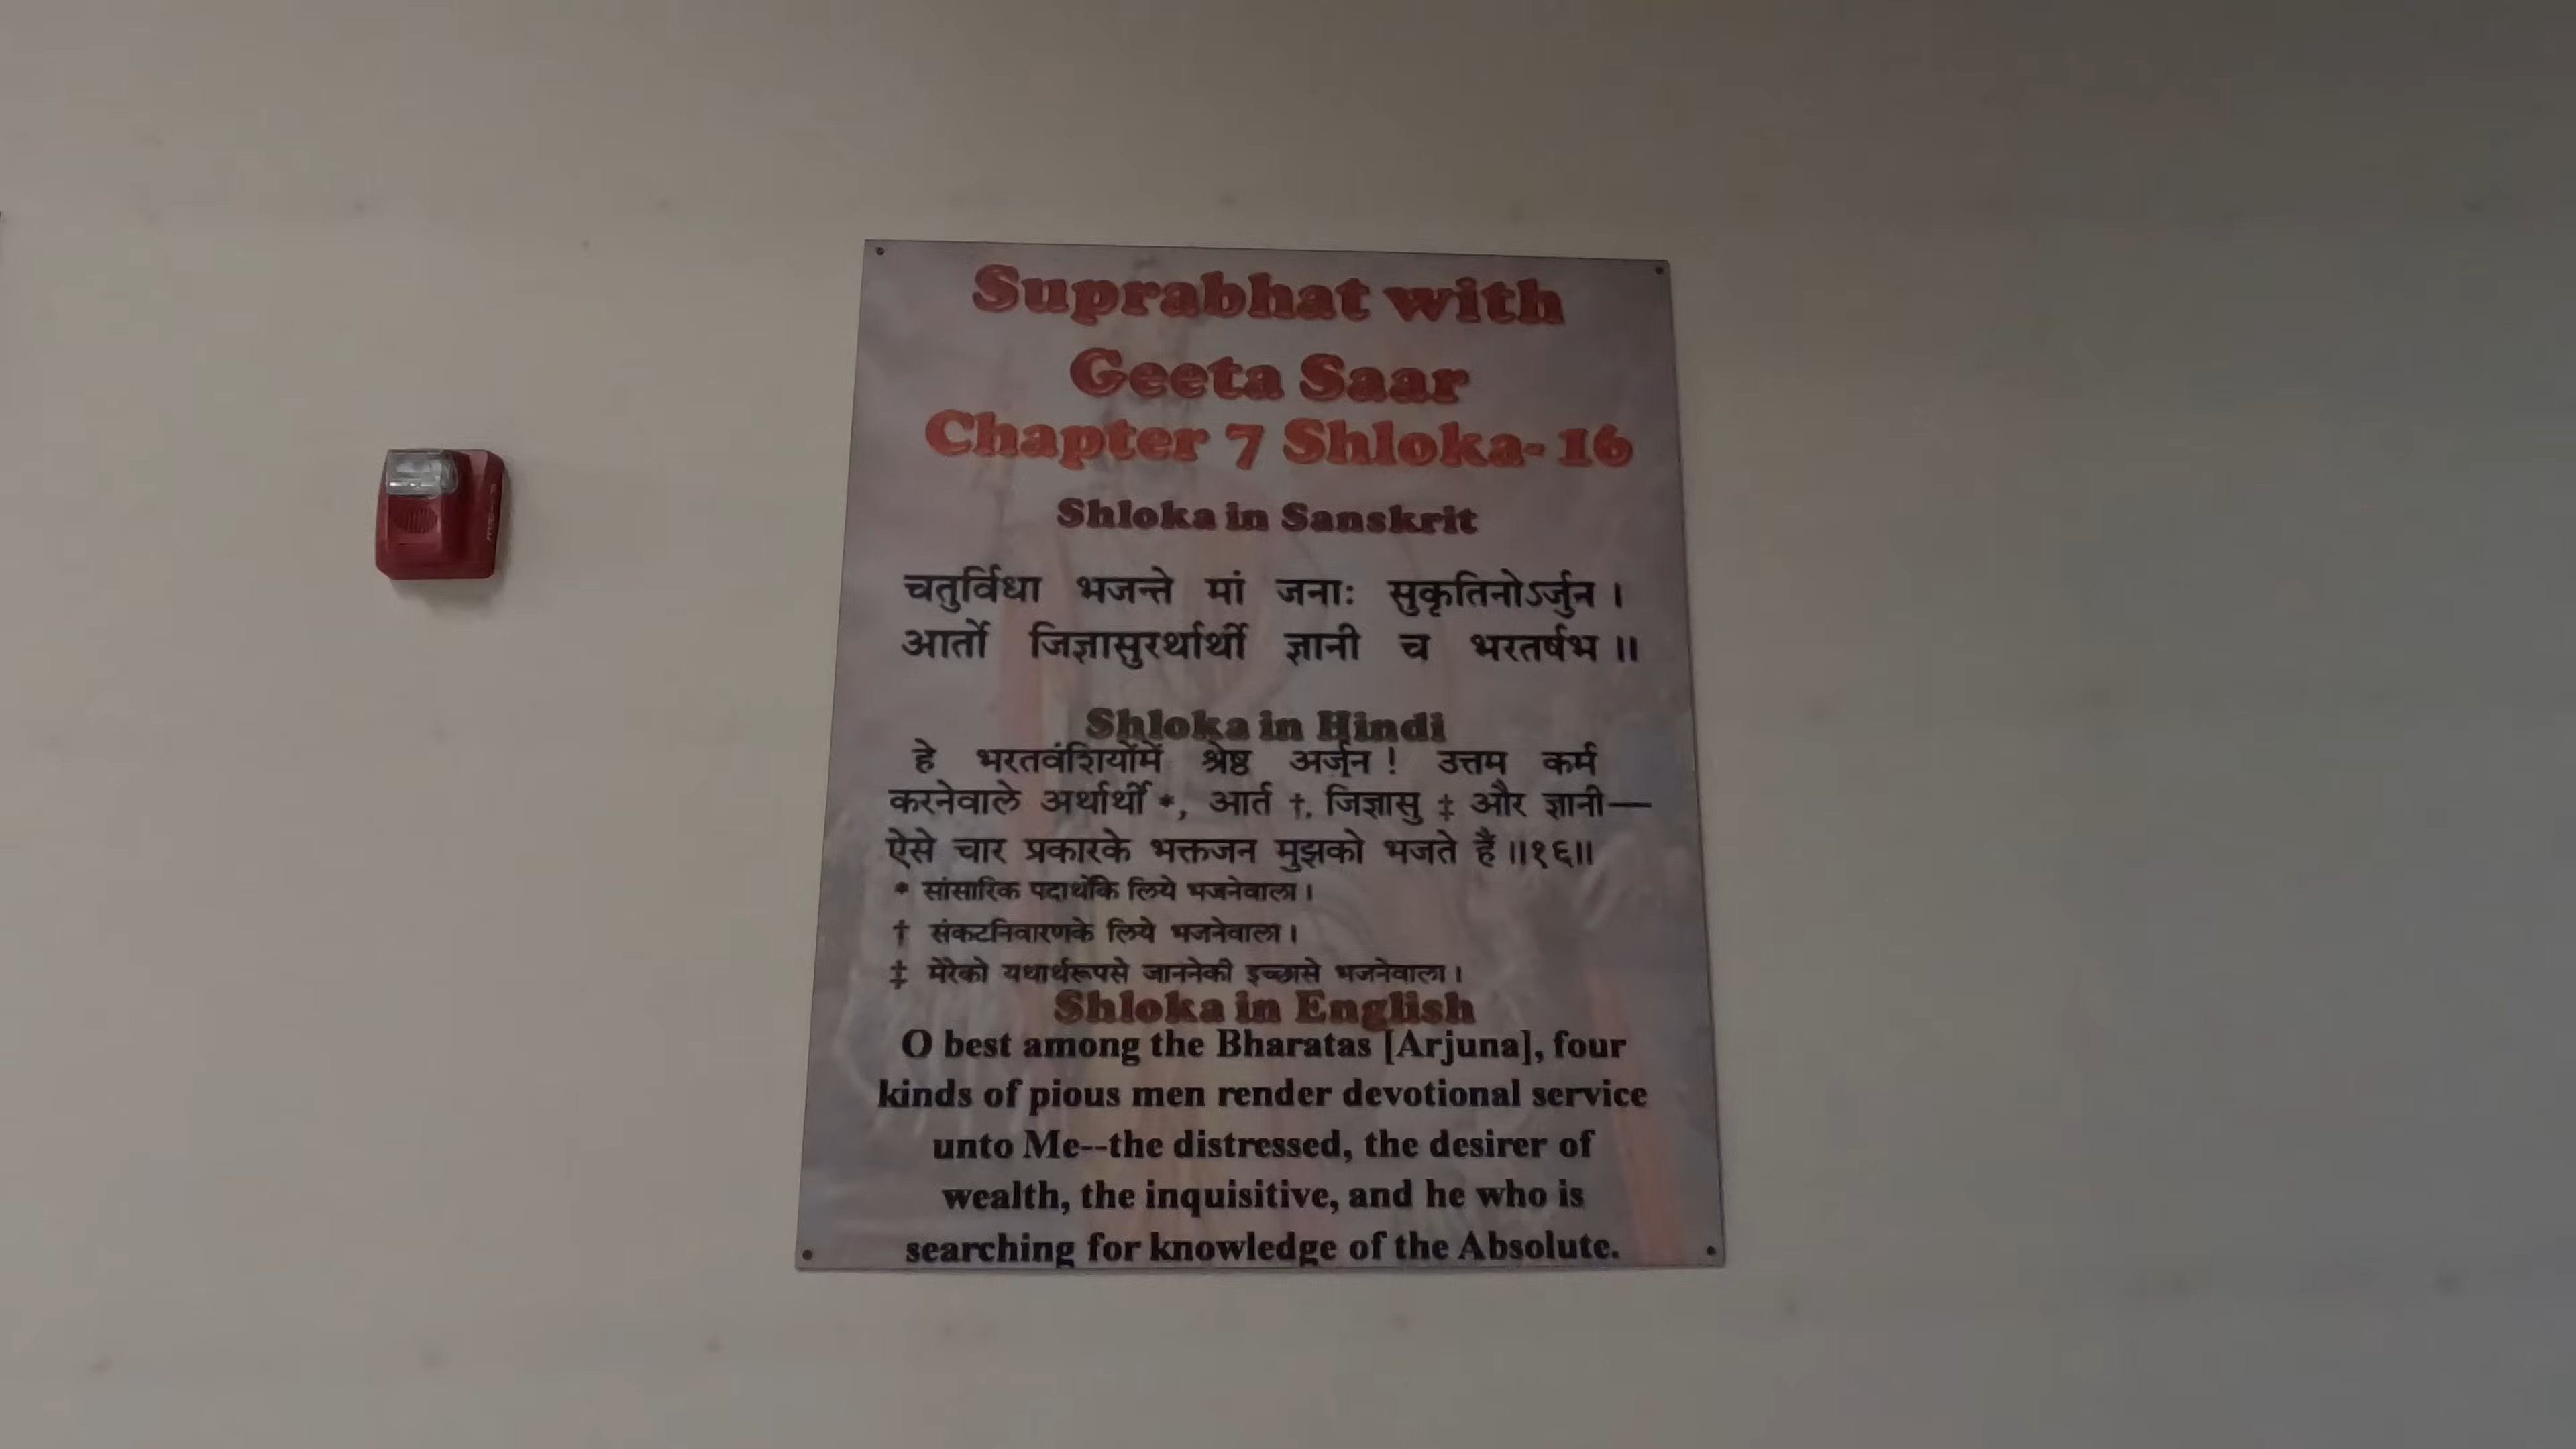 Suprabhat with
Geeta Saar
Chapter 7 Shloka- 16
Shloka in Sanskrit
चतुर्विधा भजन्ते मां जनाः सुकृतिनोऽर्जुन ।
आर्तो जिज्ञासुरर्थार्थी ज्ञानी च भरतर्षभ ॥
Shloka in Hindi
हे भरतवंशियोंमें श्रेष्ठ अर्जुन ! उत्तम कर्म
करनेवाले अर्थार्थी *, आर्त †, जिज्ञासु ‡ और ज्ञानी—
ऐसे चार प्रकारके भक्तजन मुझको भजते हैं ॥१६॥
* सांसारिक पदार्थोंके लिये भजनेवाला ।
† संकटनिवारणके लिये भजनेवाला ।
‡ मेरेको यथार्थरूपसे जाननेकी इच्छासे भजनेवाला ।
Shloka in English
O best among the Bharatas [Arjuna], four
kinds of pious men render devotional service
unto Me--the distressed, the desirer of
wealth, the inquisitive, and he who is
searching for knowledge of the Absolute.